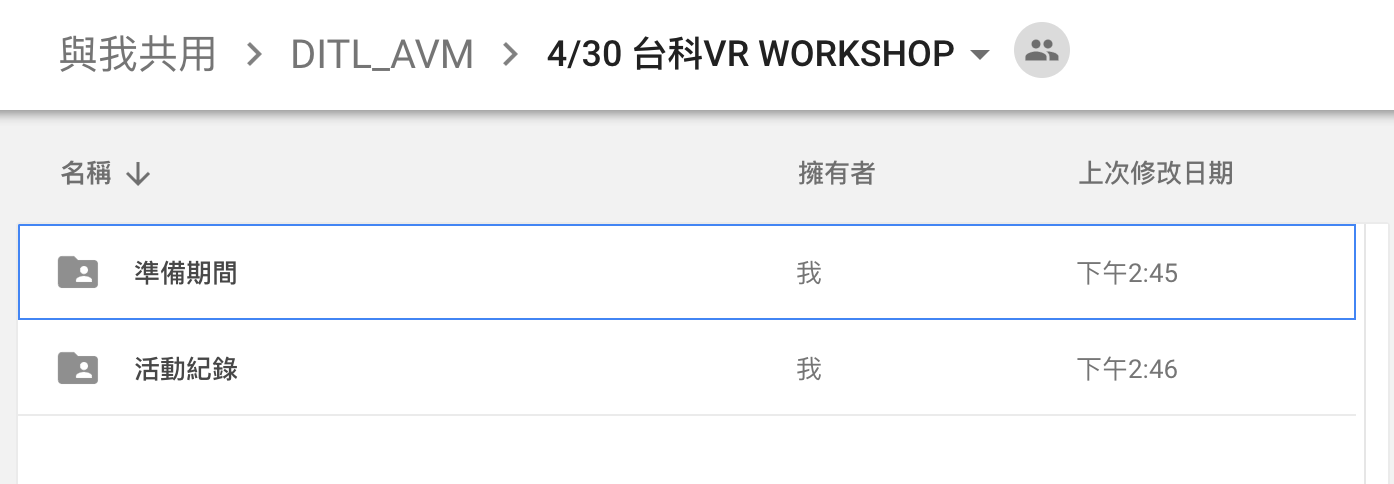 與我共用 > DITL_AVM > 4/30 台科VR WORKSHOP
名稱 ↓ 擁有者 上次修改日期
準備期間 我 下午2:45
活動紀錄 我 下午2:46